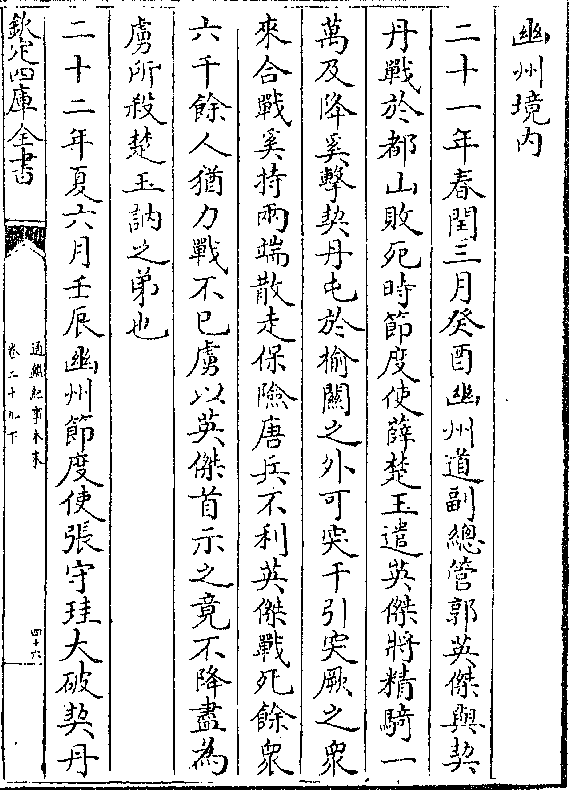 幽州境内
二十一年春閏三月癸酉幽州道副總管郭英傑與契
丹戰於都山敗死時節度使薛楚玉遣英傑將精騎一
萬及降奚擊契丹屯於榆關之外可突干引突厥之衆
來合戰奚持兩端散走保險唐兵不利英傑戰死餘衆
六千餘人猶力戰不已虜以英傑首示之竟不降盡為
虜所殺楚玉訥之弟也
二十二年夏六月壬辰幽州節度使張守珪大破契丹
欽定四庫全書
通鑑紀事本末
卷二十九下
四十六